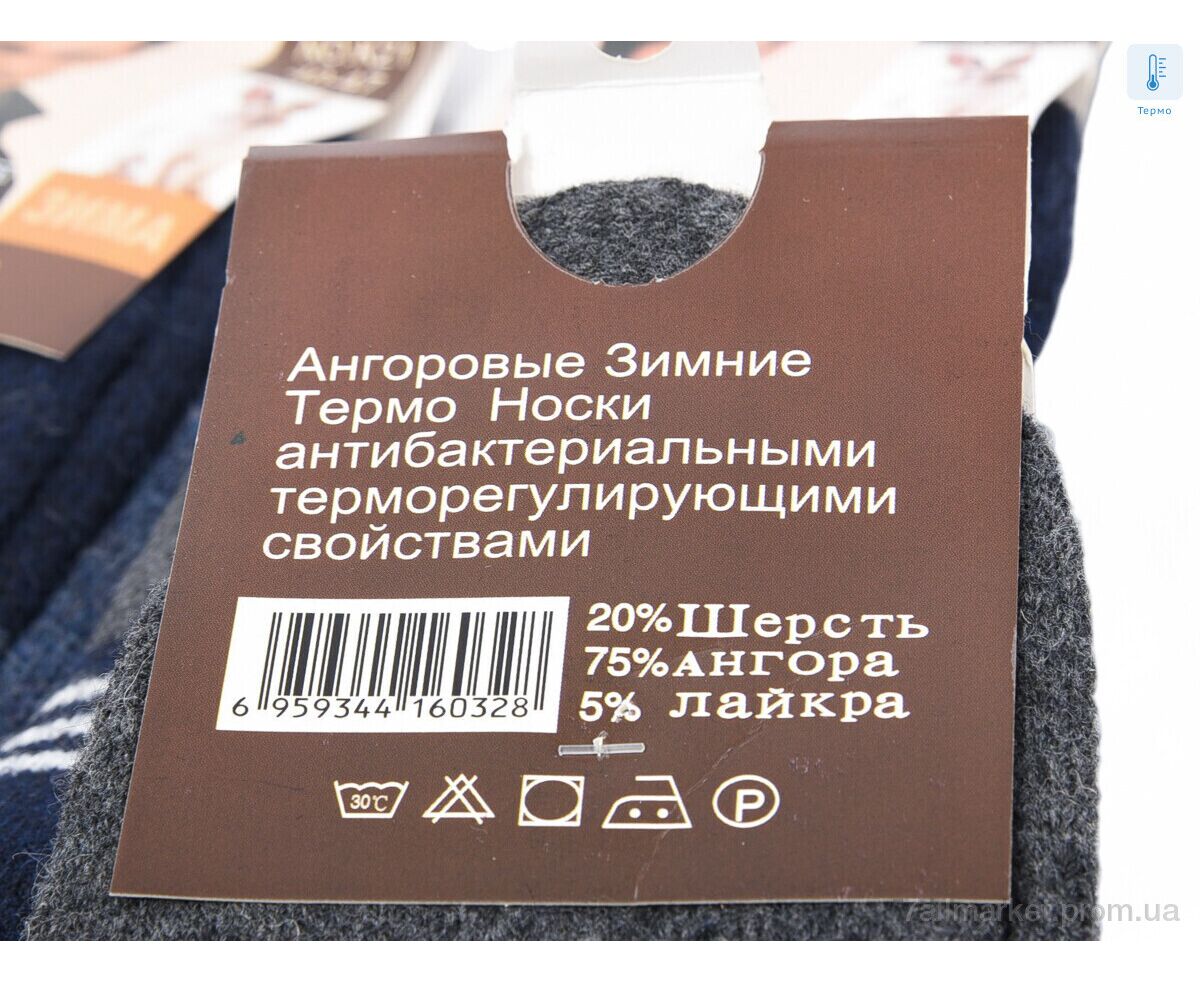 Термо
ЗИМА
Ангоровые Зимние
Термо Носки
антибактериальными
терморегулирующими
свойствами
20% Шерсть
75% ангора
5% лайкра
6 959344 160328
30℃
P
7allmarket.prom.ua